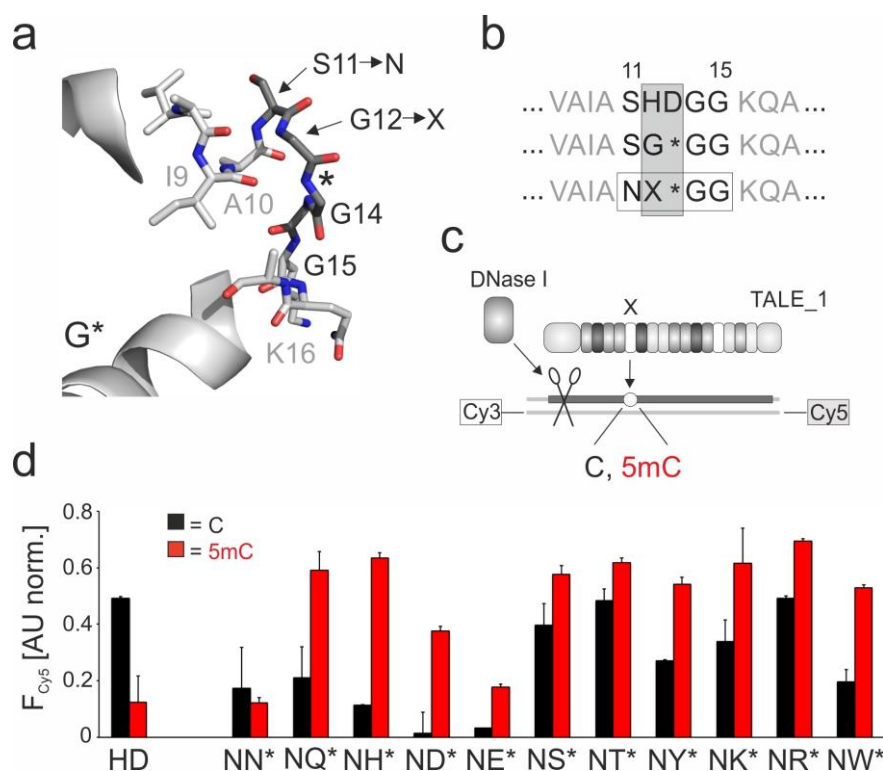 a
S11→N
G12→X
*
I9
A10
G14
G15
G*
K16
b
11 15
... VAIA SHDGG KQA ...
... VAIA SG*GG KQA ...
... VAIA NX*GG KQA ...
c
DNase I
X
TALE_1
Cy3
Cy5
C, 5mC
d
F Cy5 [AU norm.]
0.8
0.6
0.4
0.2
0
= C
= 5mC
HD NN* NQ* NH* ND* NE* NS* NT* NY* NK* NR* NW*